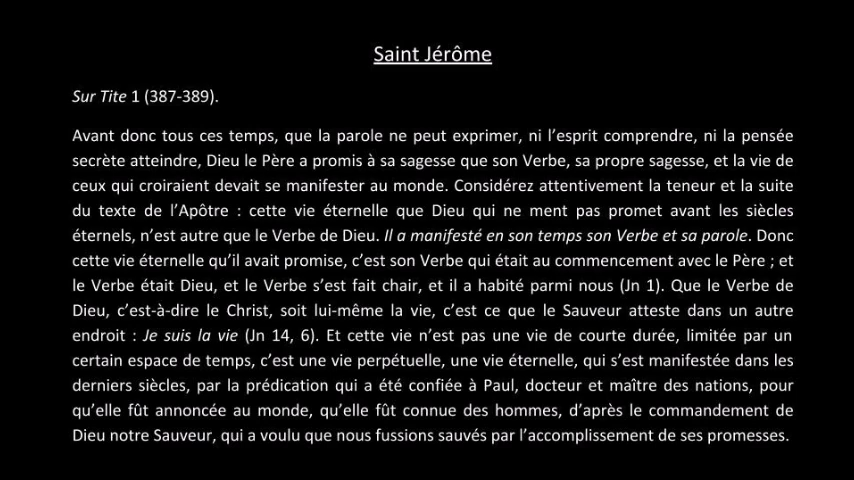 Saint Jérôme
Sur Tite 1 (387-389).
Avant donc tous ces temps, que la parole ne peut exprimer, ni l’esprit comprendre, ni la pensée
secrète atteindre, Dieu le Père a promis à sa sagesse que son Verbe, sa propre sagesse, et la vie de
ceux qui croiraient devait se manifester au monde. Considérez attentivement la teneur et la suite
du texte de l’Apôtre : cette vie éternelle que Dieu qui ne ment pas promet avant les siècles
éternels, n’est autre que le Verbe de Dieu. Il a manifesté en son temps son Verbe et sa parole. Donc
cette vie éternelle qu’il avait promise, c’est son Verbe qui était au commencement avec le Père ; et
le Verbe était Dieu, et le Verbe s’est fait chair, et il a habité parmi nous (Jn 1). Que le Verbe de
Dieu, c’est-à-dire le Christ, soit lui-même la vie, c’est ce que le Sauveur atteste dans un autre
endroit : Je suis la vie (Jn 14, 6). Et cette vie n’est pas une vie de courte durée, limitée par un
certain espace de temps, c’est une vie perpétuelle, une vie éternelle, qui s’est manifestée dans les
derniers siècles, par la prédication qui a été confiée à Paul, docteur et maître des nations, pour
qu’elle fût annoncée au monde, qu’elle fût connue des hommes, d’après le commandement de
Dieu notre Sauveur, qui a voulu que nous fussions sauvés par l’accomplissement de ses promesses.